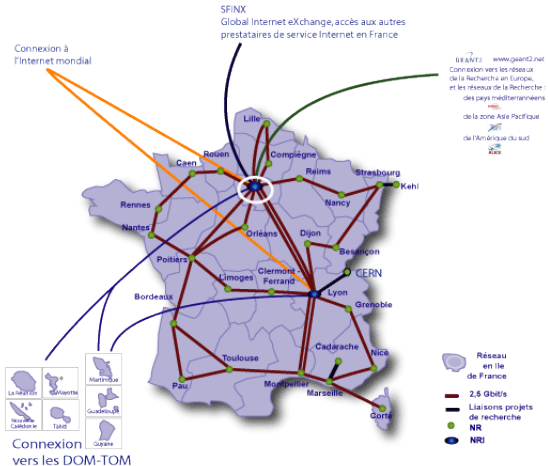 SFINX
Global Internet eXchange, accès aux autres
prestataires de service Internet en France
Connexion à
l'Internet mondial
GEANT2 www.geant2.net
Connexion vers les réseaux
de la Recherche en Europe,
et les réseaux de la Recherche :
des pays méditerranéens
de la zone Asie Pacifique
de l'Amérique du sud
Lille
Compiègne
Rouen
Caen
Reims
Strasbourg
Kehl
Nancy
Rennes
Nantes
Orléans
Dijon
Besançon
Poitiers
Limoges
Clermont -
Ferrand
CERN
Lyon
Grenoble
Bordeaux
Cadarache
Toulouse
Nice
Pau
Montpellier
Marseille
Corte
La Réunion
Mayotte
Nouvelle
Calédonie
Tahiti
Martinique
Guadeloupe
Guyane
Connexion
vers les DOM-TOM
Réseau
en Ile
de France
2,5 Gbit/s
Liaisons projets
de recherche
NR
NRI